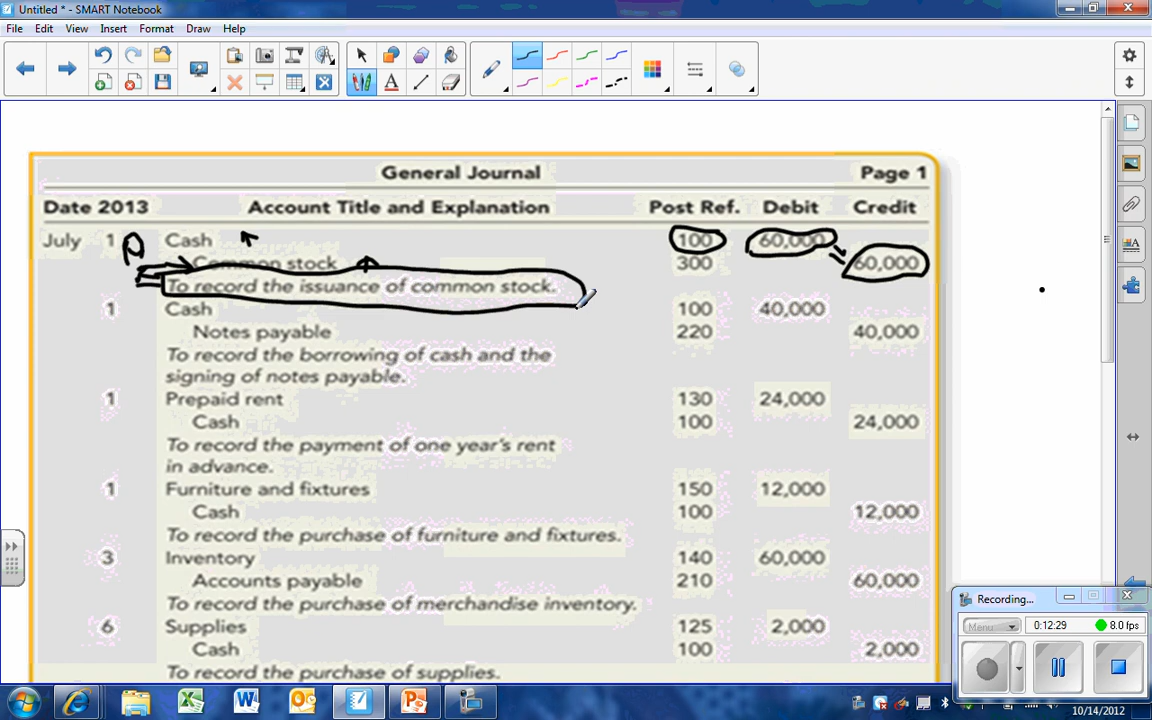 Untitled * - SMART Notebook
File Edit View Insert Format Draw Help
General Journal Page 1
Date 2013 Account Title and Explanation Post Ref. Debit Credit
July 1 Cash 100 60,000
Common stock 300 60,000
To record the issuance of common stock.
1 Cash 100 40,000
Notes payable 220 40,000
To record the borrowing of cash and the
signing of notes payable.
1 Prepaid rent 130 24,000
Cash 100 24,000
To record the payment of one year's rent
in advance.
1 Furniture and fixtures 150 12,000
Cash 100 12,000
To record the purchase of furniture and fixtures.
3 Inventory 140 60,000
Accounts payable 210 60,000
To record the purchase of merchandise inventory.
6 Supplies 125 2,000
Cash 100 2,000
To record the purchase of supplies.
Recording...
Menu 0:12:29 8.0 fps
10/14/2012